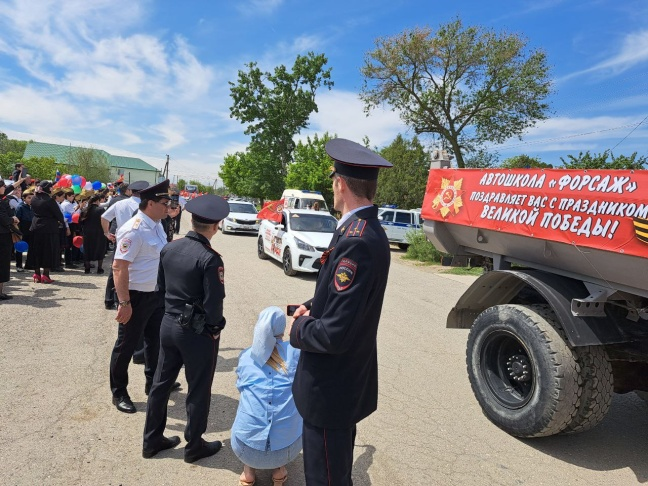 АВТОШКОЛА «ФОРСАЖ»
ПОЗДРАВЛЯЕТ ВАС С ПРАЗДНИКОМ
ВЕЛИКОЙ ПОБЕДЫ!